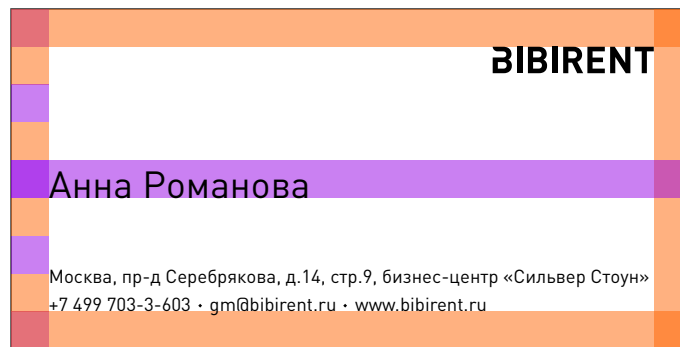 BIBIRENT
Анна Романова
Москва, пр-д Серебрякова, д.14, стр.9, бизнес-центр «Сильвер Стоун»
+7 499 703-3-603 · gm@bibirent.ru · www.bibirent.ru